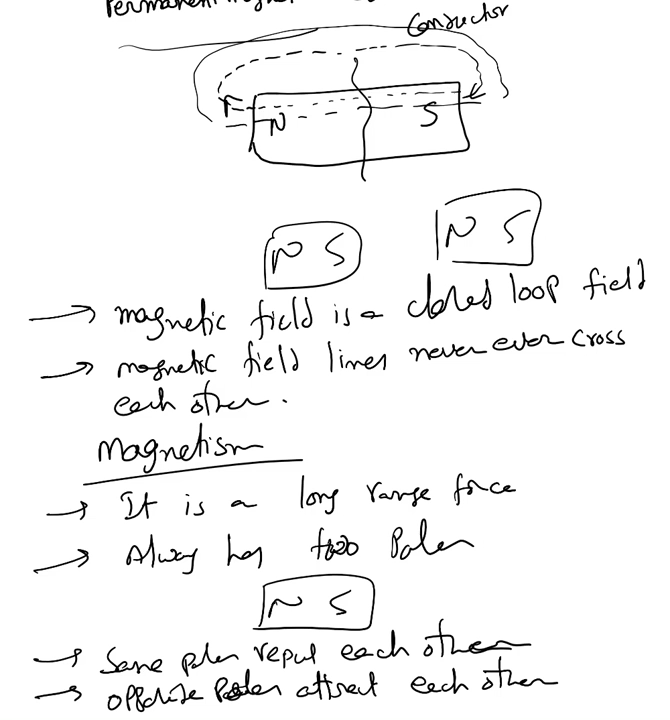 Permanent
Conductor
N S
N S N S
→ magnetic field is a closed loop field
→ magnetic field lines never ever cross
each other.
Magnetism
→ It is a long range force
→ Always has two Poles
N S
→ Same poles repel each other
→ opposite Poles attract each other